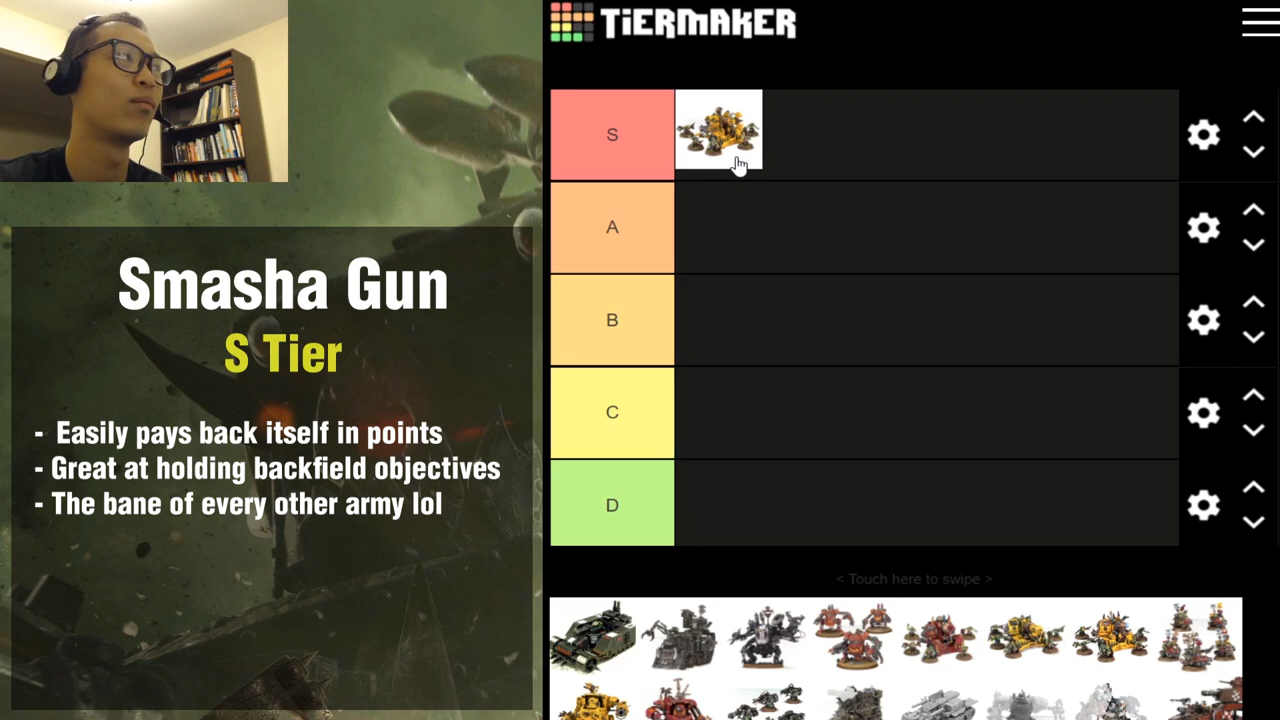 TiERMAKER
Smasha Gun
S Tier
- Easily pays back itself in points
- Great at holding backfield objectives
- The bane of every other army lol
S
A
B
C
D
< Touch here to swipe >